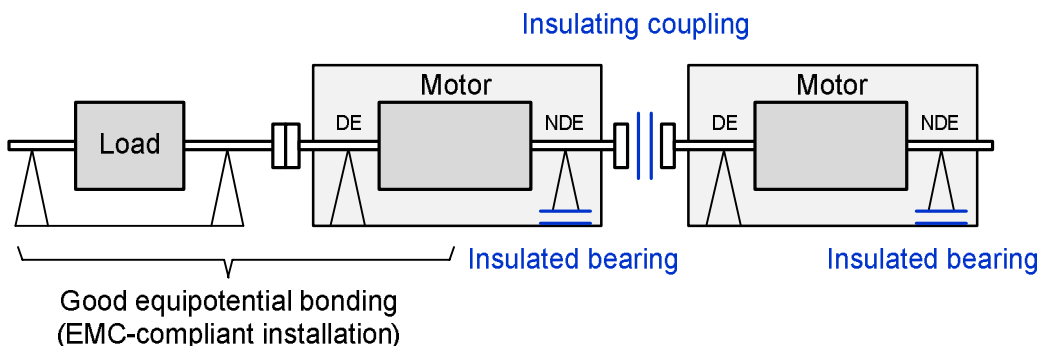 Insulating coupling
Motor
Motor
Load
DE
NDE
DE
NDE
Insulated bearing
Insulated bearing
Good equipotential bonding
(EMC-compliant installation)